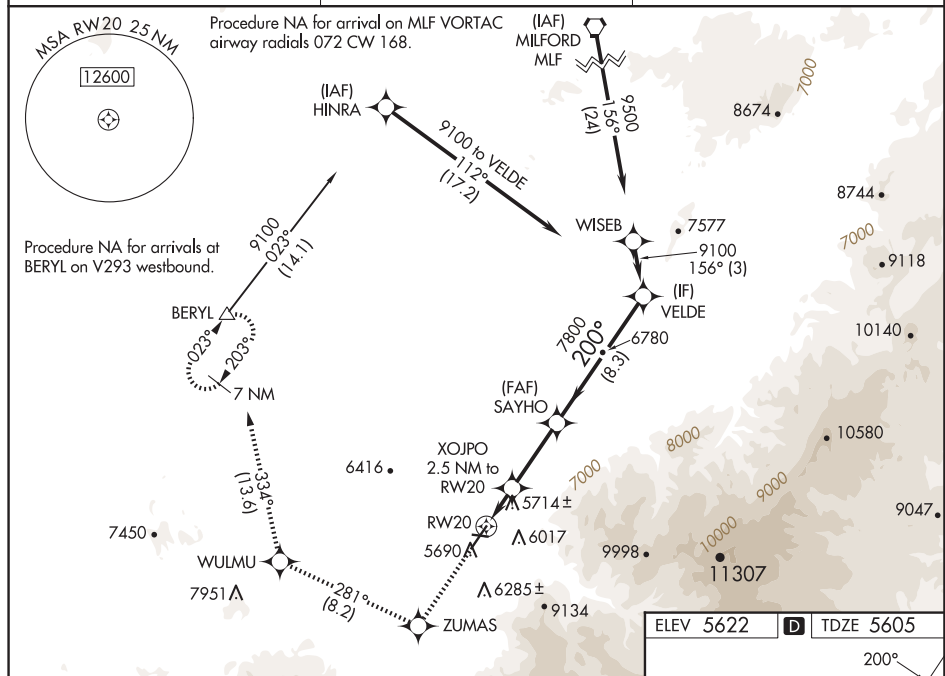 MSA RW20 25 NM
12600
Procedure NA for arrival on MLF VORTAC
airway radials 072 CW 168.
(IAF)
MILFORD
MLF
(IAF)
HINRA
9500
156°
(24)
7000
8674
9100 to VELDE
112°
(17.2)
8744
WISEB
7577
7000
9100
156° (3)
9118
Procedure NA for arrivals at
BERYL on V293 westbound.
9100
023°
(14.1)
(IF)
VELDE
BERYL
023°
203°
7 NM
7800
200°
(8.3)
6780
10140
(FAF)
SAYHO
XOJPO
2.5 NM to
RW20
8000
7000
10580
9000
6416
334°
(13.6)
5714±
RW20
5690
6017
9047
7450
10000
9998
11307
WULMU
7951
281°
(8.2)
6285±
9134
ZUMAS
ELEV 5622
D
TDZE 5605
200°